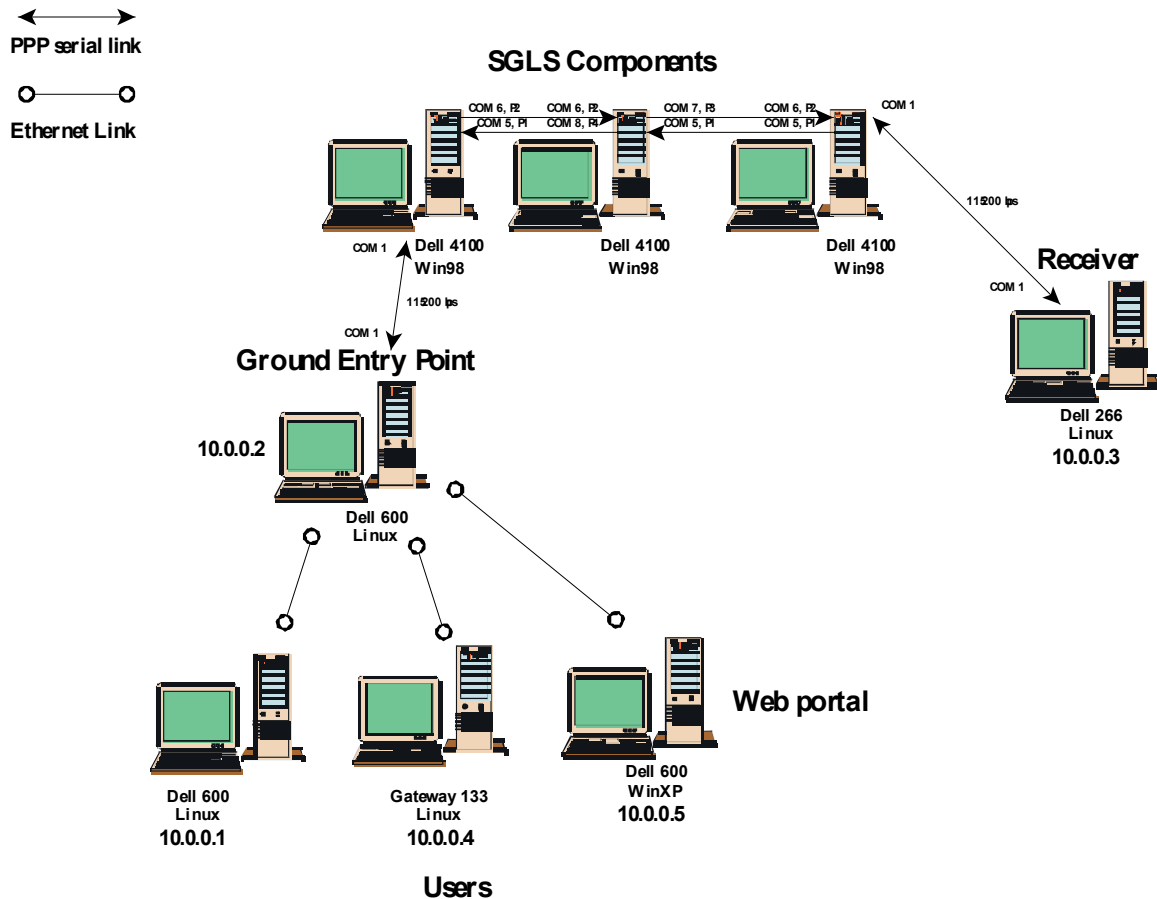 PPP serial link
Ethernet Link
SGLS Components
COM 6, P2
COM 6, P2
COM 7, P3
COM 6, P2
COM 1
COM 5, P1
COM 8, P4
COM 5, P1
COM 5, P1
COM 1
Dell 4100
Win98
Dell 4100
Win98
Dell 4100
Win98
115200 bps
115200 bps
Receiver
COM 1
COM 1
Ground Entry Point
Dell 266
Linux
10.0.0.3
10.0.0.2
Dell 600
Linux
Web portal
Dell 600
Linux
10.0.0.1
Gateway 133
Linux
10.0.0.4
Dell 600
WinXP
10.0.0.5
Users